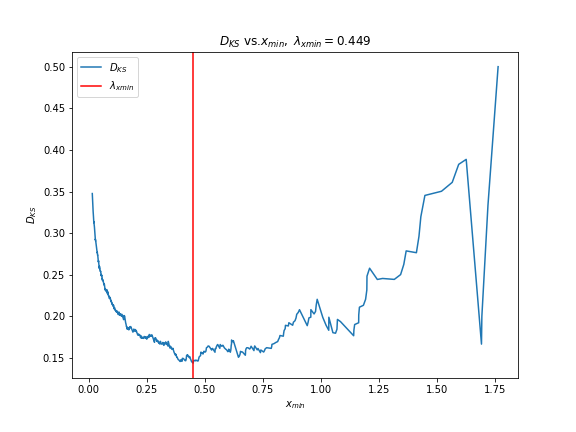 D_KS vs.x_min, λ_xmin = 0.449
D_KS
λ_xmin
0.50
0.45
0.40
0.35
0.30
0.25
0.20
0.15
D_KS
0.00 0.25 0.50 0.75 1.00 1.25 1.50 1.75
x_min